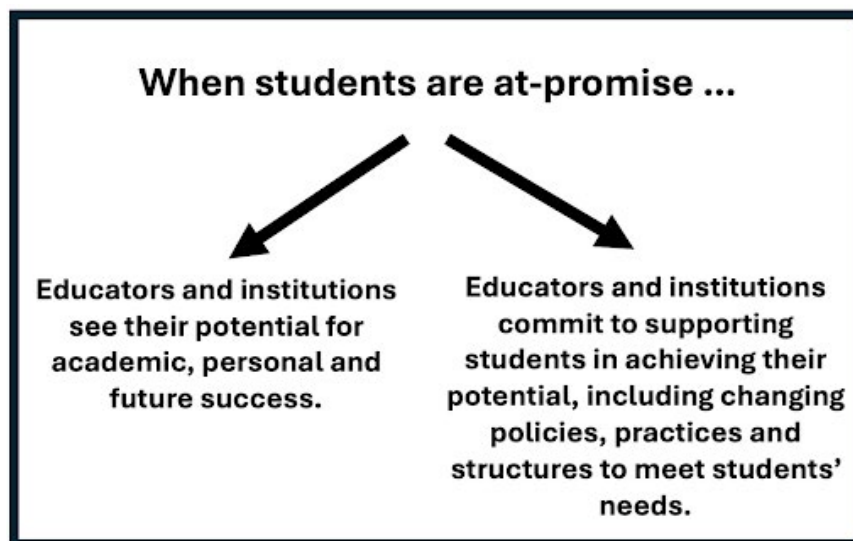 When students are at-promise ...
Educators and institutions
see their potential for
academic, personal and
future success.
Educators and institutions
commit to supporting
students in achieving their
potential, including changing
policies, practices and
structures to meet students’
needs.